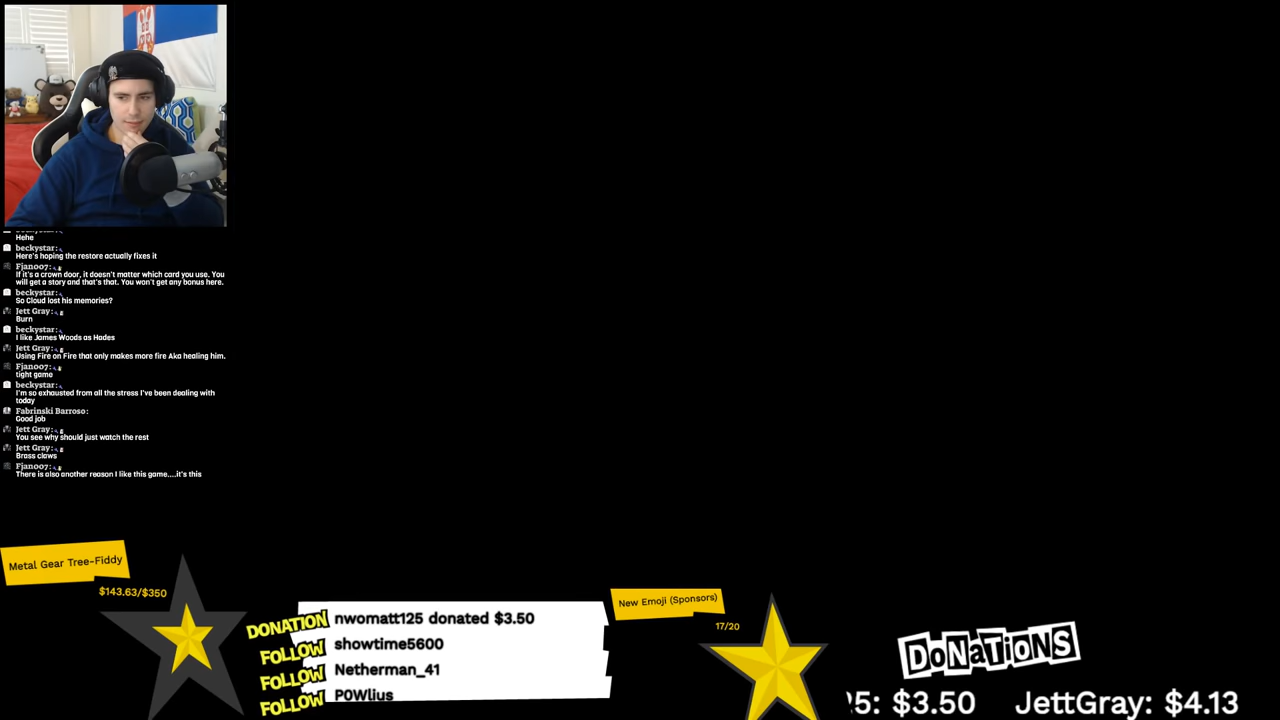 Hehe
beckystar:
Here's hoping the restore actually fixes it
Fjan007:
If it's a crown door, it doesn't matter which card you use. You
will get a story and that's that. You won't get any bonus here.
beckystar:
So Cloud lost his memories?
Jett Gray:
Burn
beckystar:
I like James Woods as Hades
Jett Gray:
Using Fire on Fire that only makes more fire Aka healing him.
Fjan007:
tight game
beckystar:
I'm so exhausted from all the stress I've been dealing with
today
Fabrinski Barroso:
Good job
Jett Gray:
You see why should just watch the rest
Jett Gray:
Brass claws
Fjan007:
There is also another reason I like this game....it's this
Metal Gear Tree-Fiddy
$143.63/$350
DONATION nwomatt125 donated $3.50
FOLLOW showtime5600
FOLLOW Netherman_41
FOLLOW P0Wlius
New Emoji (Sponsors)
17/20
DoNaTiONS
5: $3.50 JettGray: $4.13